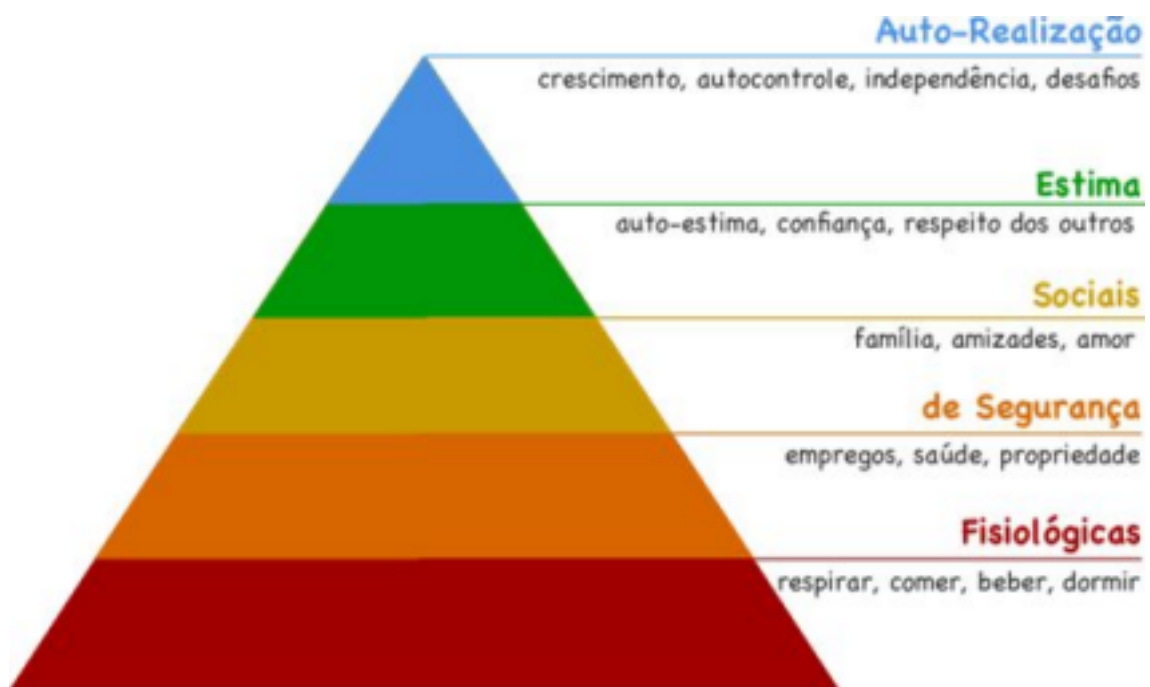 Auto-Realização
crescimento, autocontrole, independência, desafios
Estima
auto-estima, confiança, respeito dos outros
Sociais
família, amizades, amor
de Segurança
empregos, saúde, propriedade
Fisiológicas
respirar, comer, beber, dormir